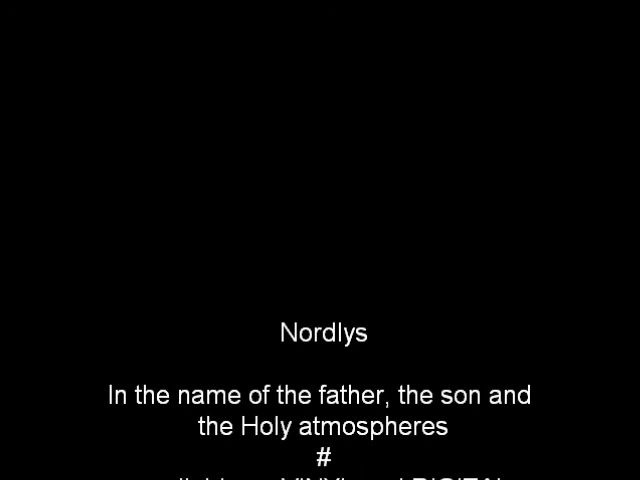 Nordlys
In the name of the father, the son and
the Holy atmospheres
#